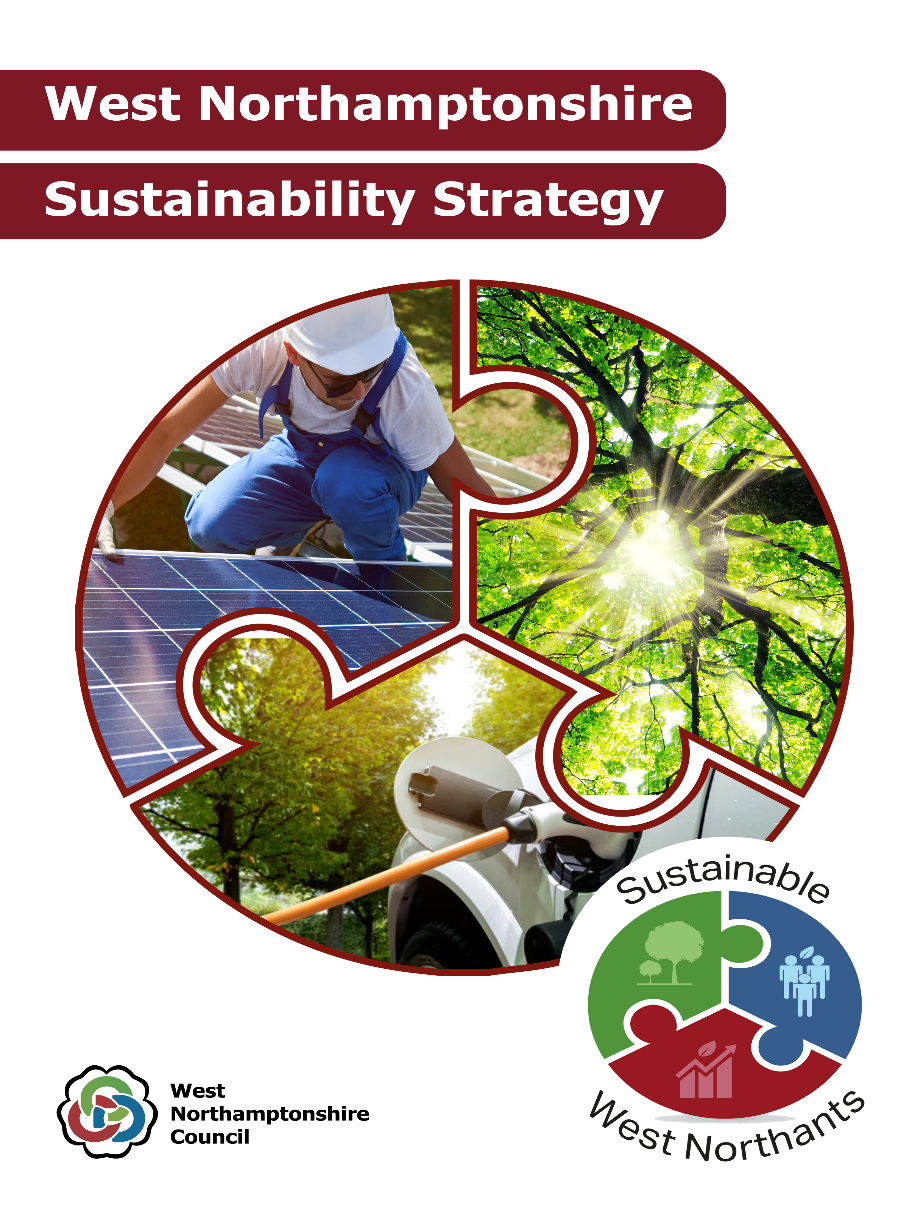 West Northamptonshire
Sustainability Strategy
Sustainable
West Northants
West
Northamptonshire
Council